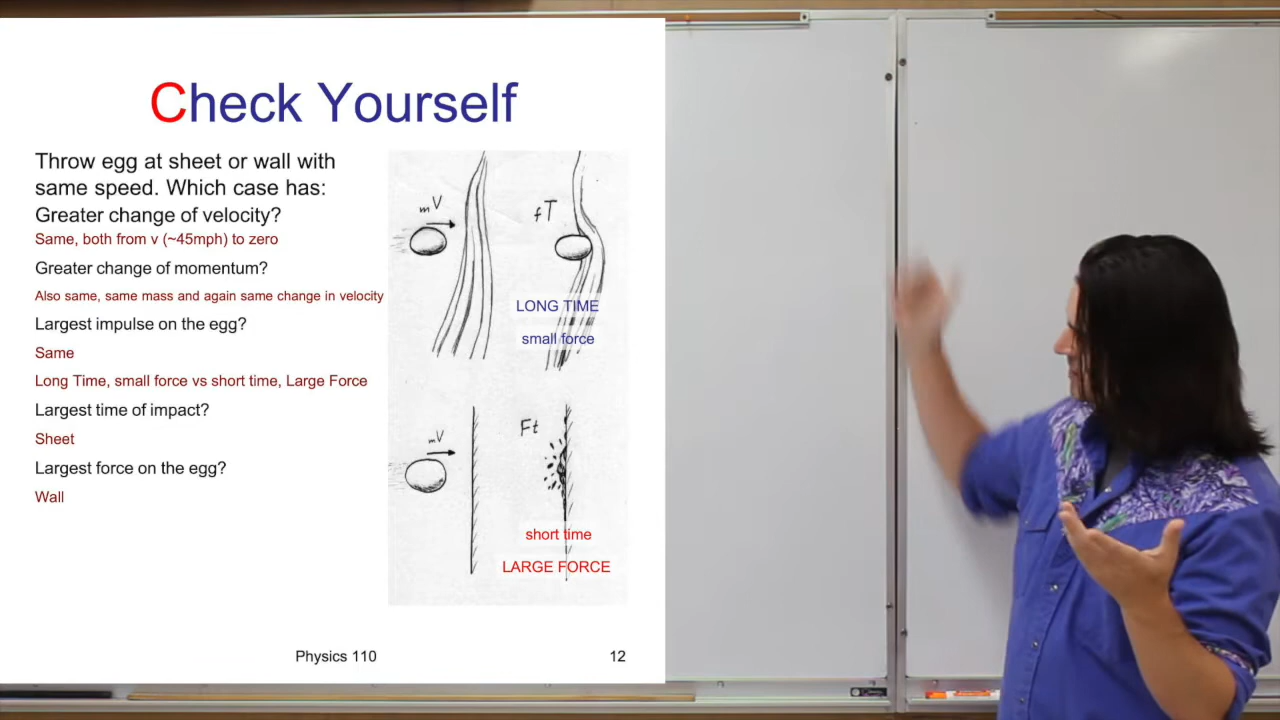 Check Yourself
Throw egg at sheet or wall with
same speed. Which case has:
Greater change of velocity?
Same, both from v (~45mph) to zero
Greater change of momentum?
Also same, same mass and again same change in velocity
Largest impulse on the egg?
Same
Long Time, small force vs short time, Large Force
Largest time of impact?
Sheet
Largest force on the egg?
Wall
mV
fT
LONG TIME
small force
mV
Ft
short time
LARGE FORCE
Physics 110
12